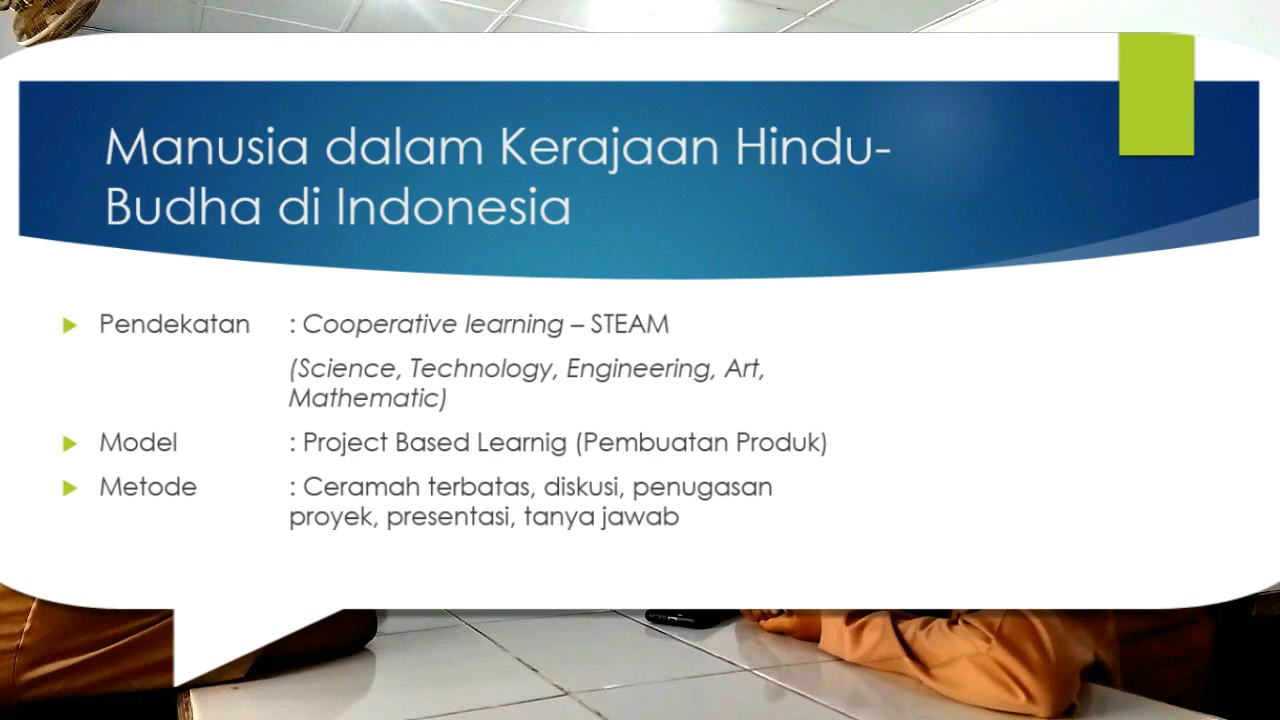 Manusia dalam Kerajaan Hindu-
Budha di Indonesia
Pendekatan : Cooperative learning – STEAM
(Science, Technology, Engineering, Art,
Mathematic)
Model : Project Based Learnig (Pembuatan Produk)
Metode : Ceramah terbatas, diskusi, penugasan
proyek, presentasi, tanya jawab